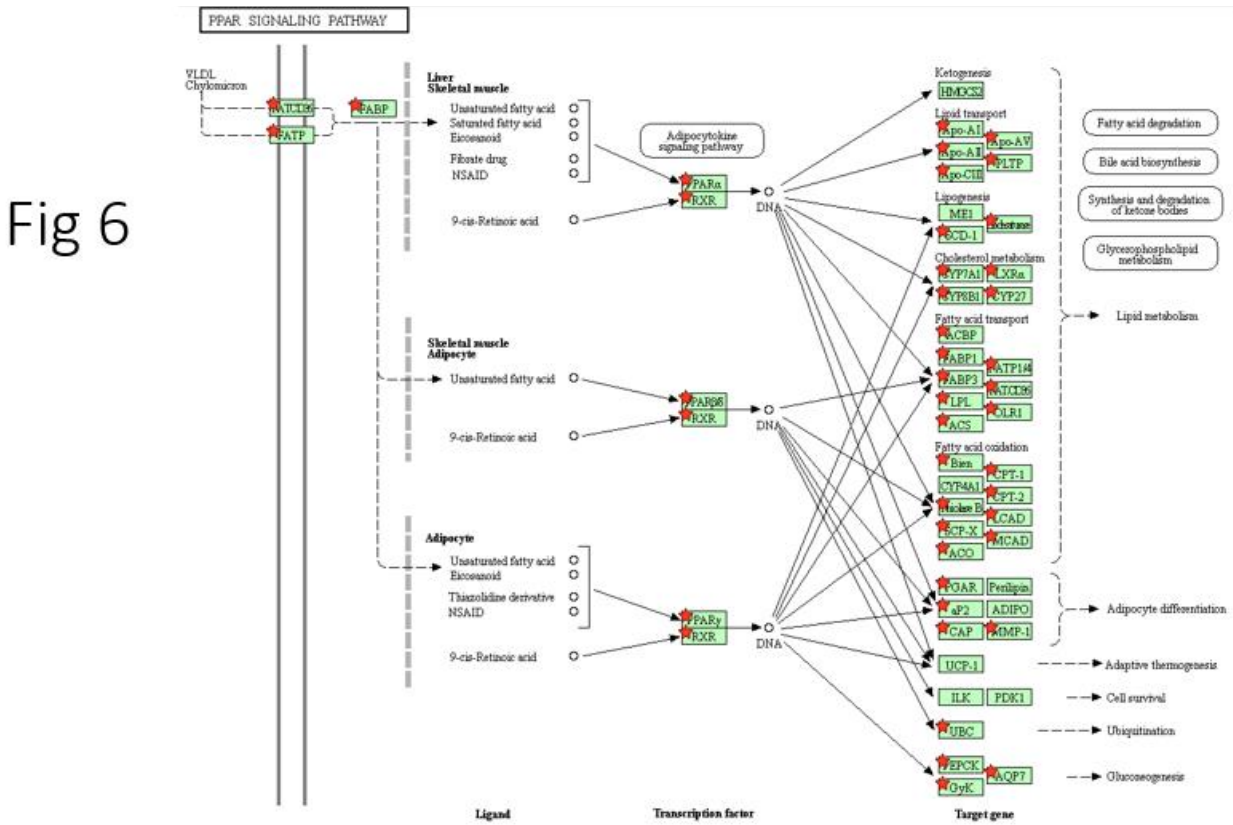 Fig 6
PPAR SIGNALING PATHWAY
VLDL
Chylomicron
FABP
FATP
Liver
Skeletal muscle
Unsaturated fatty acid
Saturated fatty acid
Eicosanoid
Fibrate drug
NSAID
9-cis-Retinoic acid
Adipocytokine
signaling pathway
PPARα
RXR
DNA
Skeletal muscle
Adipocyte
Unsaturated fatty acid
9-cis-Retinoic acid
PPARβ/δ
RXR
DNA
Adipocyte
Unsaturated fatty acid
Eicosanoid
Thiazolidine derivative
NSAID
9-cis-Retinoic acid
PPARγ
RXR
DNA
Ketogenesis
HMGCS2
Lipid transport
Apo-AI
Apo-AV
Apo-AII
PLTP
Apo-CIII
Lipogenesis
ME1
SCD-1
Cholesterol metabolism
CYP7A1 LXRα
CYP8B1 CYP27
Fatty acid transport
ACBP
FABP1
FATP1/4
FABP3
LPL
OLR1
ACS
Fatty acid oxidation
Bien
CPT-1
CYP4A1
CPT-2
Thiolase B
LCAD
SCP-X
MCAD
ACO
PGAR Perilipin
aP2 ADIPO
CAP MMP-1
UCP-1
ILK PDK1
UBC
PEPCK
AQP7
GyK
Fatty acid degradation
Bile acid biosynthesis
Synthesis and degradation
of ketone bodies
Glycerophospholipid
metabolism
Lipid metabolism
Adipocyte differentiation
Adaptive thermogenesis
Cell survival
Ubiquitination
Gluconeogenesis
Ligand
Transcription factor
Target gene